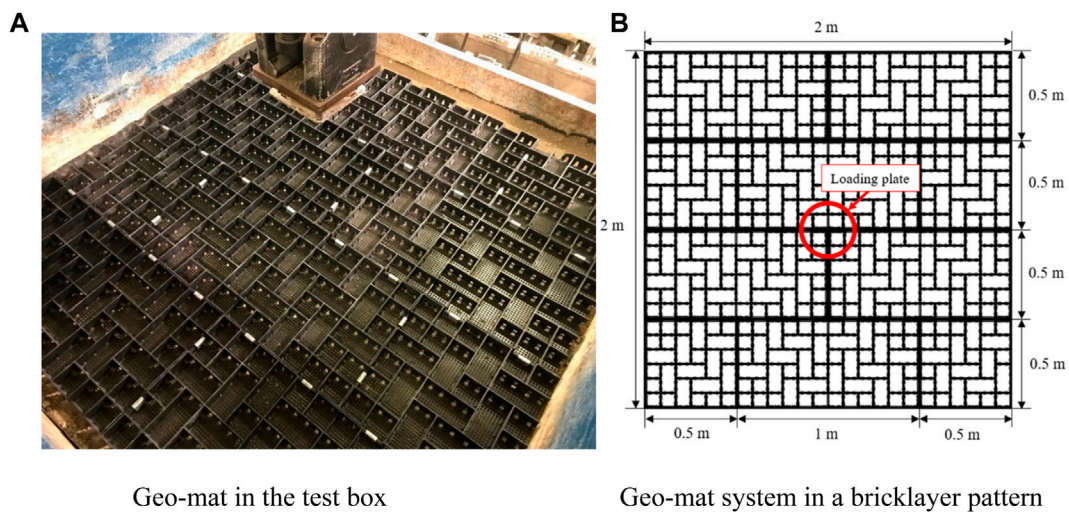 A
B
2 m
0.5 m
Loading plate
0.5 m
2 m
0.5 m
0.5 m
0.5 m
1 m
0.5 m
Geo-mat in the test box
Geo-mat system in a bricklayer pattern